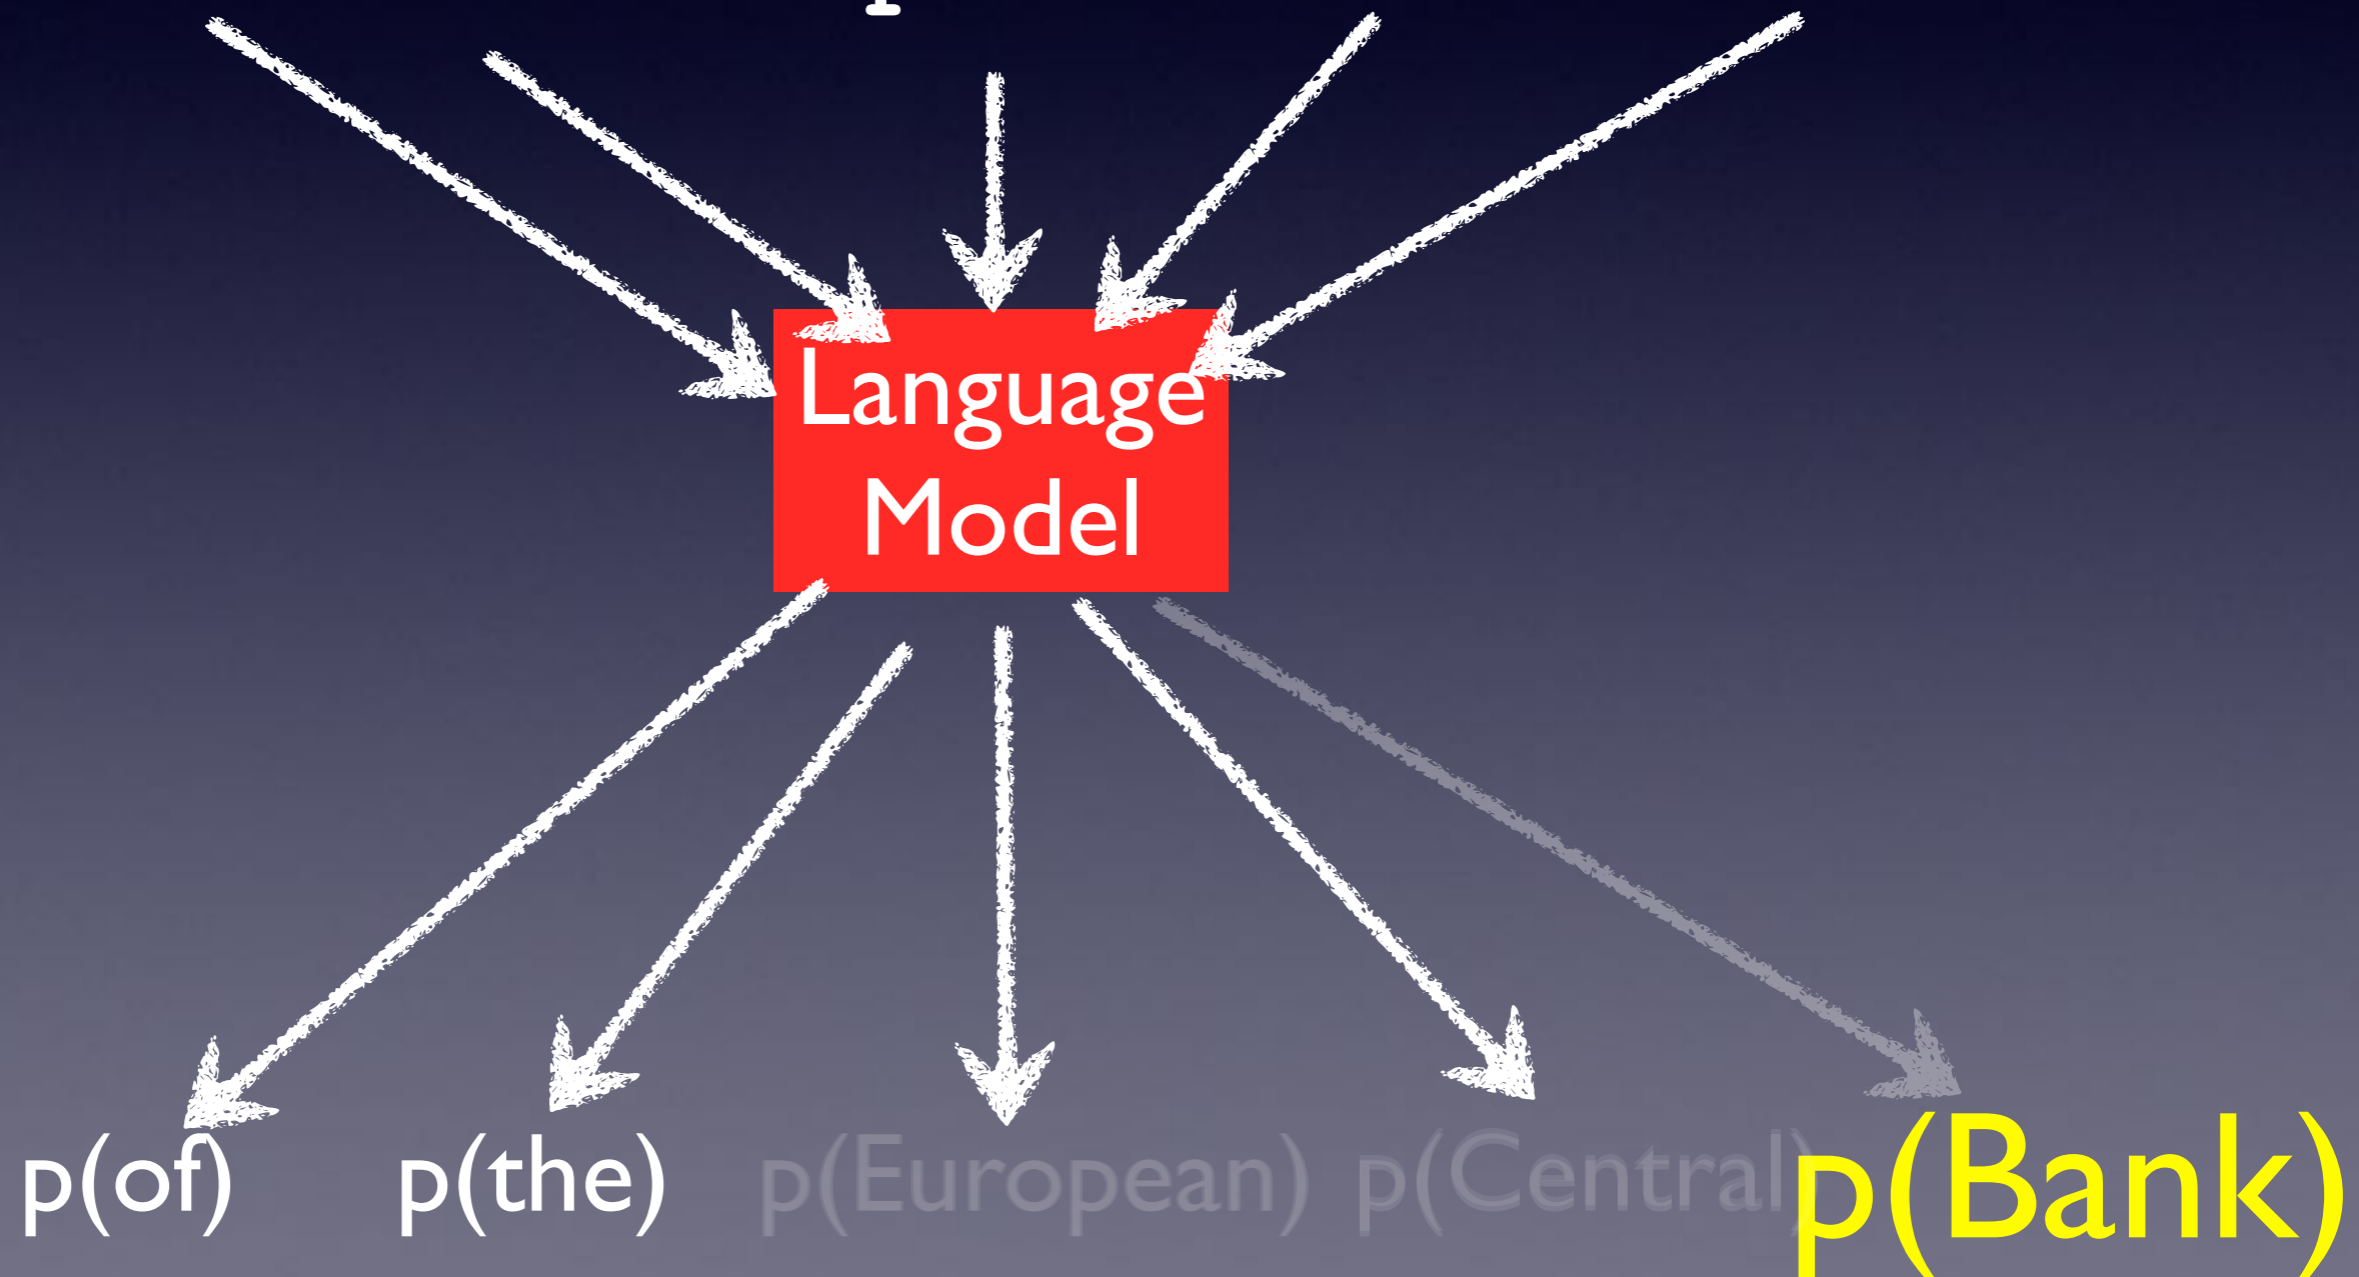 Language
Model
p(of) p(the) p(European) p(Central) p(Bank)